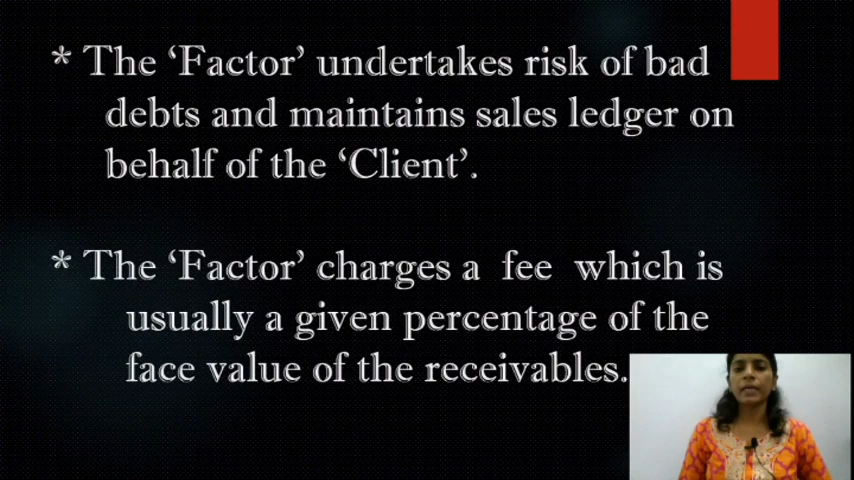 * The ‘Factor’ undertakes risk of bad
debts and maintains sales ledger on
behalf of the ‘Client’.
* The ‘Factor’ charges a fee which is
usually a given percentage of the
face value of the receivables.